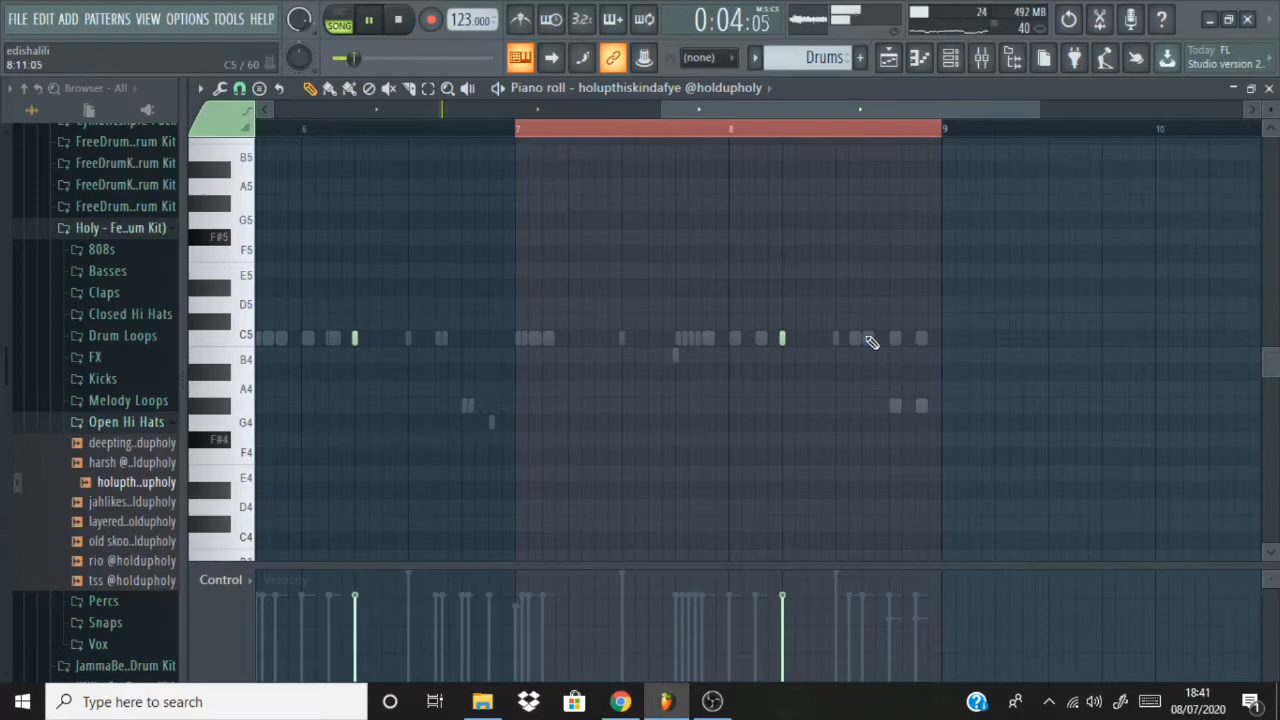 FILE EDIT ADD PATTERNS VIEW OPTIONS TOOLS HELP
SONG
123.000
3.2:
0:04:05
M:S:CS
24
492 MB
40
edishalili
8:11:05
C5 / 60
(none)
Drums
Today FL
Studio version 2..
Browser - All
Piano roll - holupthiskindafye @holdupholy
6
7
8
9
10
FreeDrum...rum Kit
FreeDrumK...rum Kit
FreeDrumK...rum Kit
FreeDrum...rum Kit
Holy - Fe..um Kit)
808s
Basses
Claps
Closed Hi Hats
Drum Loops
FX
Kicks
Melody Loops
Open Hi Hats
deepting..dupholy
harsh @..ldupholy
holupth..upholy
jahlikes..ldupholy
layered..oldupholy
old skoo..ldupholy
rio @holdupholy
tss @holdupholy
Percs
Snaps
Vox
JammaBe..Drum Kit
B5
A5
G5
F#5
F5
E5
D5
C5
B4
A4
G4
F#4
F4
E4
D4
C4
Control
Velocity
Type here to search
18:41
08/07/2020
1